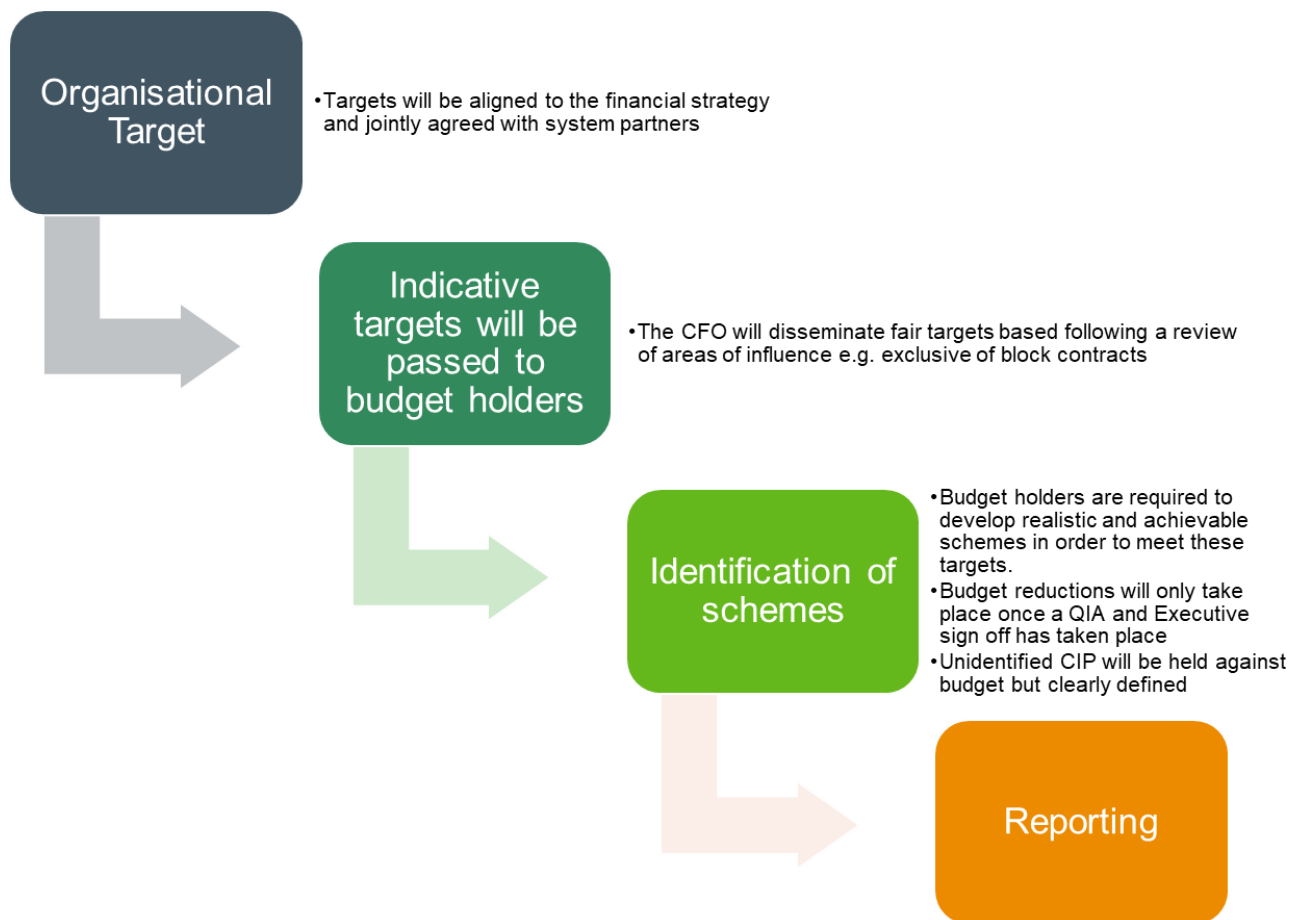 Organisational
Target
•Targets will be aligned to the financial strategy
and jointly agreed with system partners
Indicative
targets will be
passed to
budget holders
•The CFO will disseminate fair targets based following a review
of areas of influence e.g. exclusive of block contracts
Identification of
schemes
•Budget holders are required to
develop realistic and achievable
schemes in order to meet these
targets.
•Budget reductions will only take
place once a QIA and Executive
sign off has taken place
•Unidentified CIP will be held against
budget but clearly defined
Reporting